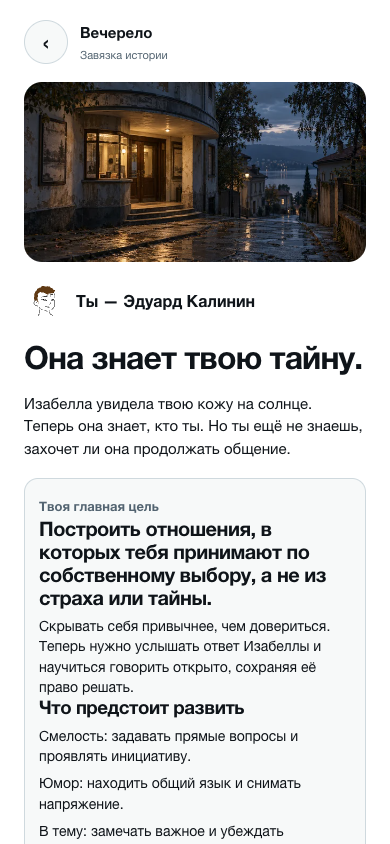 Вечерело
Завязка истории
Ты — Эдуард Калинин
Она знает твою тайну.
Изабелла увидела твою кожу на солнце.
Теперь она знает, кто ты. Но ты ещё не знаешь,
захочет ли она продолжать общение.
Твоя главная цель
Построить отношения, в
которых тебя принимают по
собственному выбору, а не из
страха или тайны.
Скрывать себя привычнее, чем довериться.
Теперь нужно услышать ответ Изабеллы и
научиться говорить открыто, сохраняя её
право решать.
Что предстоит развить
Смелость: задавать прямые вопросы и
проявлять инициативу.
Юмор: находить общий язык и снимать
напряжение.
В тему: замечать важное и убеждать